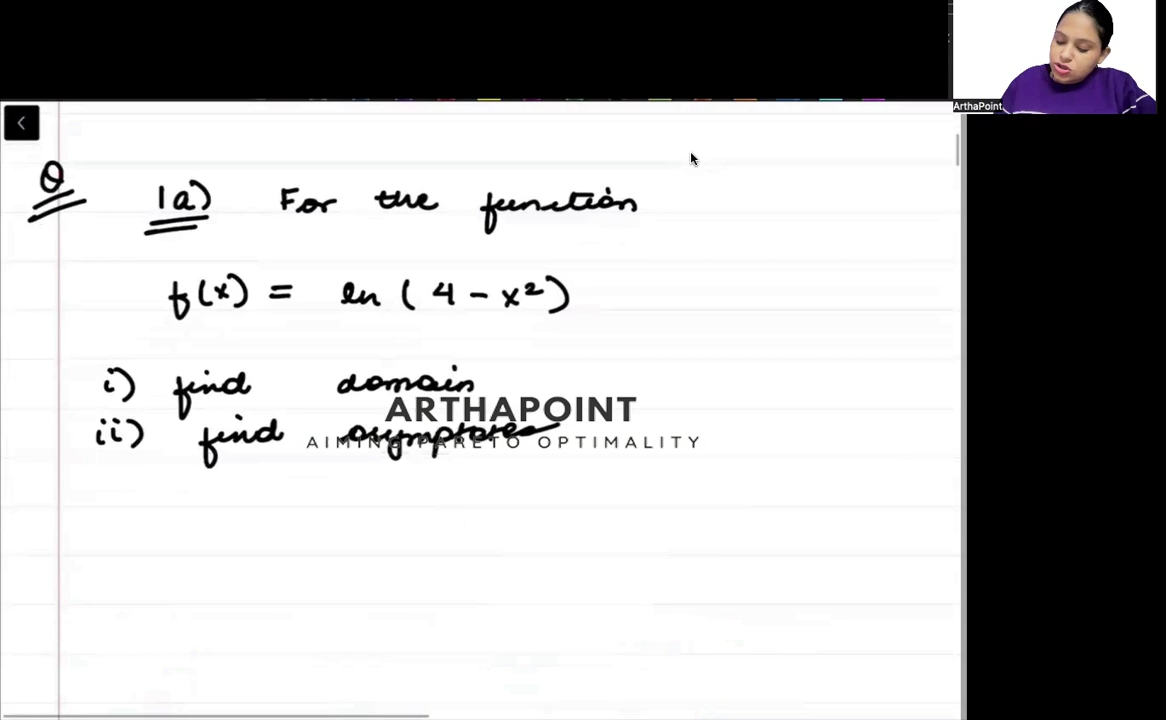 ArthaPoint
Q 1a) For the function
f(x) = ln ( 4 - x²)
i) find domain
ARTHAPOINT
ii) find asymptotes
AIMING PARETO OPTIMALITY